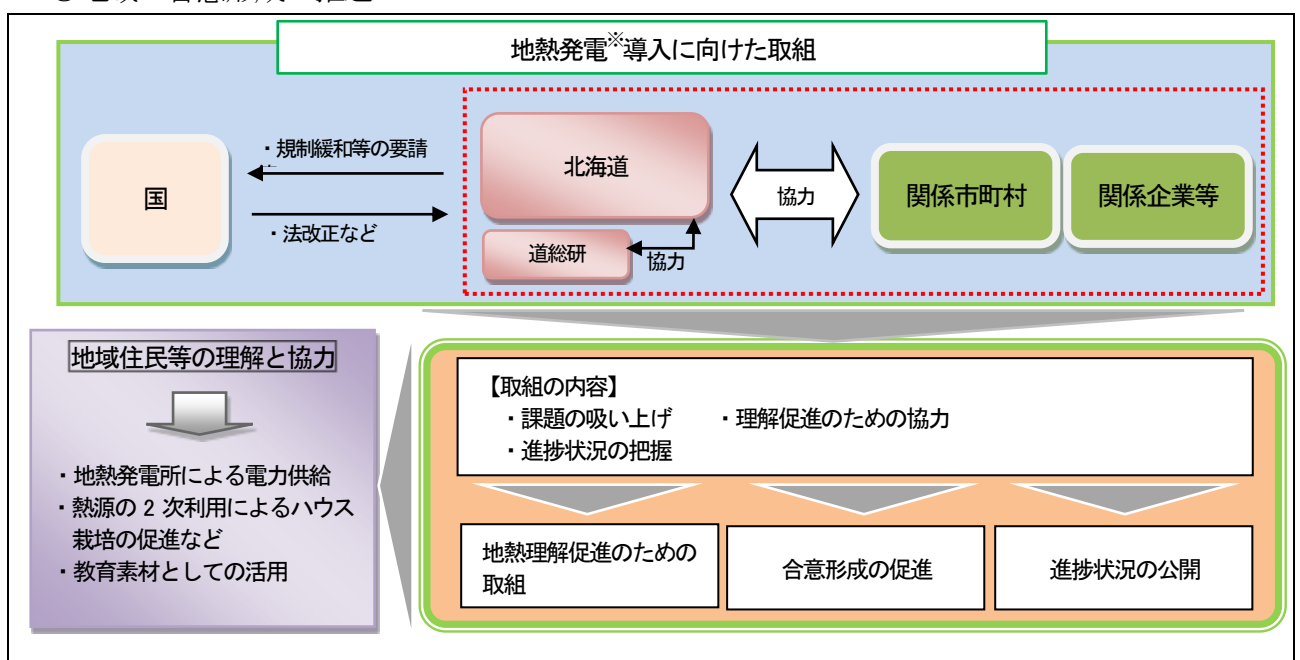 地熱発電※導入に向けた取組
国
・規制緩和等の要請
・法改正など
北海道
道総研
協力
協力
関係市町村
関係企業等
地域住民等の理解と協力
・地熱発電所による電力供給
・熱源の2次利用によるハウス
栽培の促進など
・教育素材としての活用
【取組の内容】
・課題の吸い上げ ・理解促進のための協力
・進捗状況の把握
地熱理解促進のための
取組
合意形成の促進
進捗状況の公開